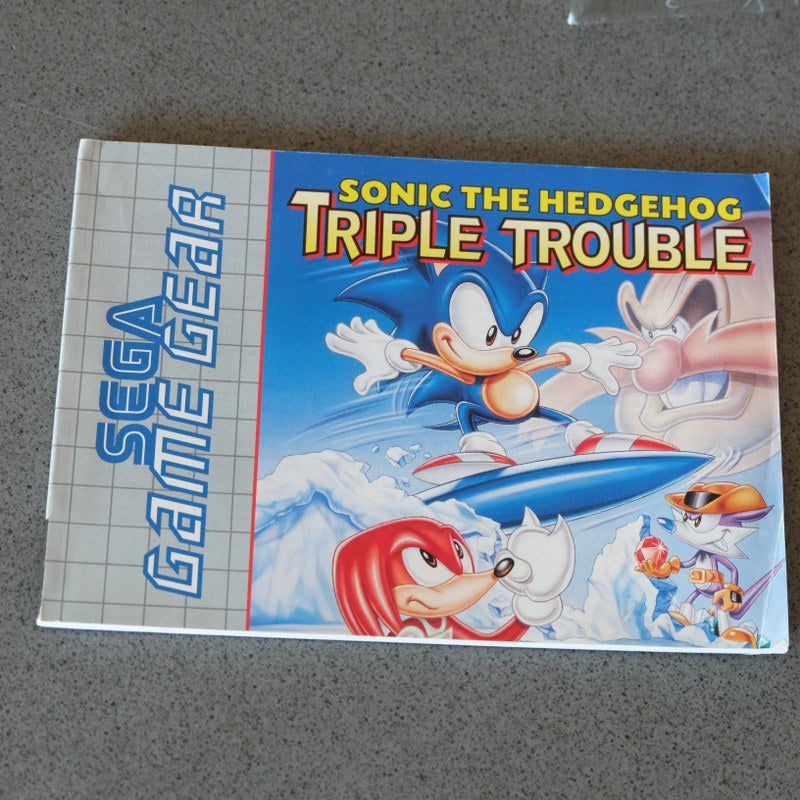 SEGA
GAME GEAR
SONIC THE HEDGEHOG
TRIPLE TROUBLE